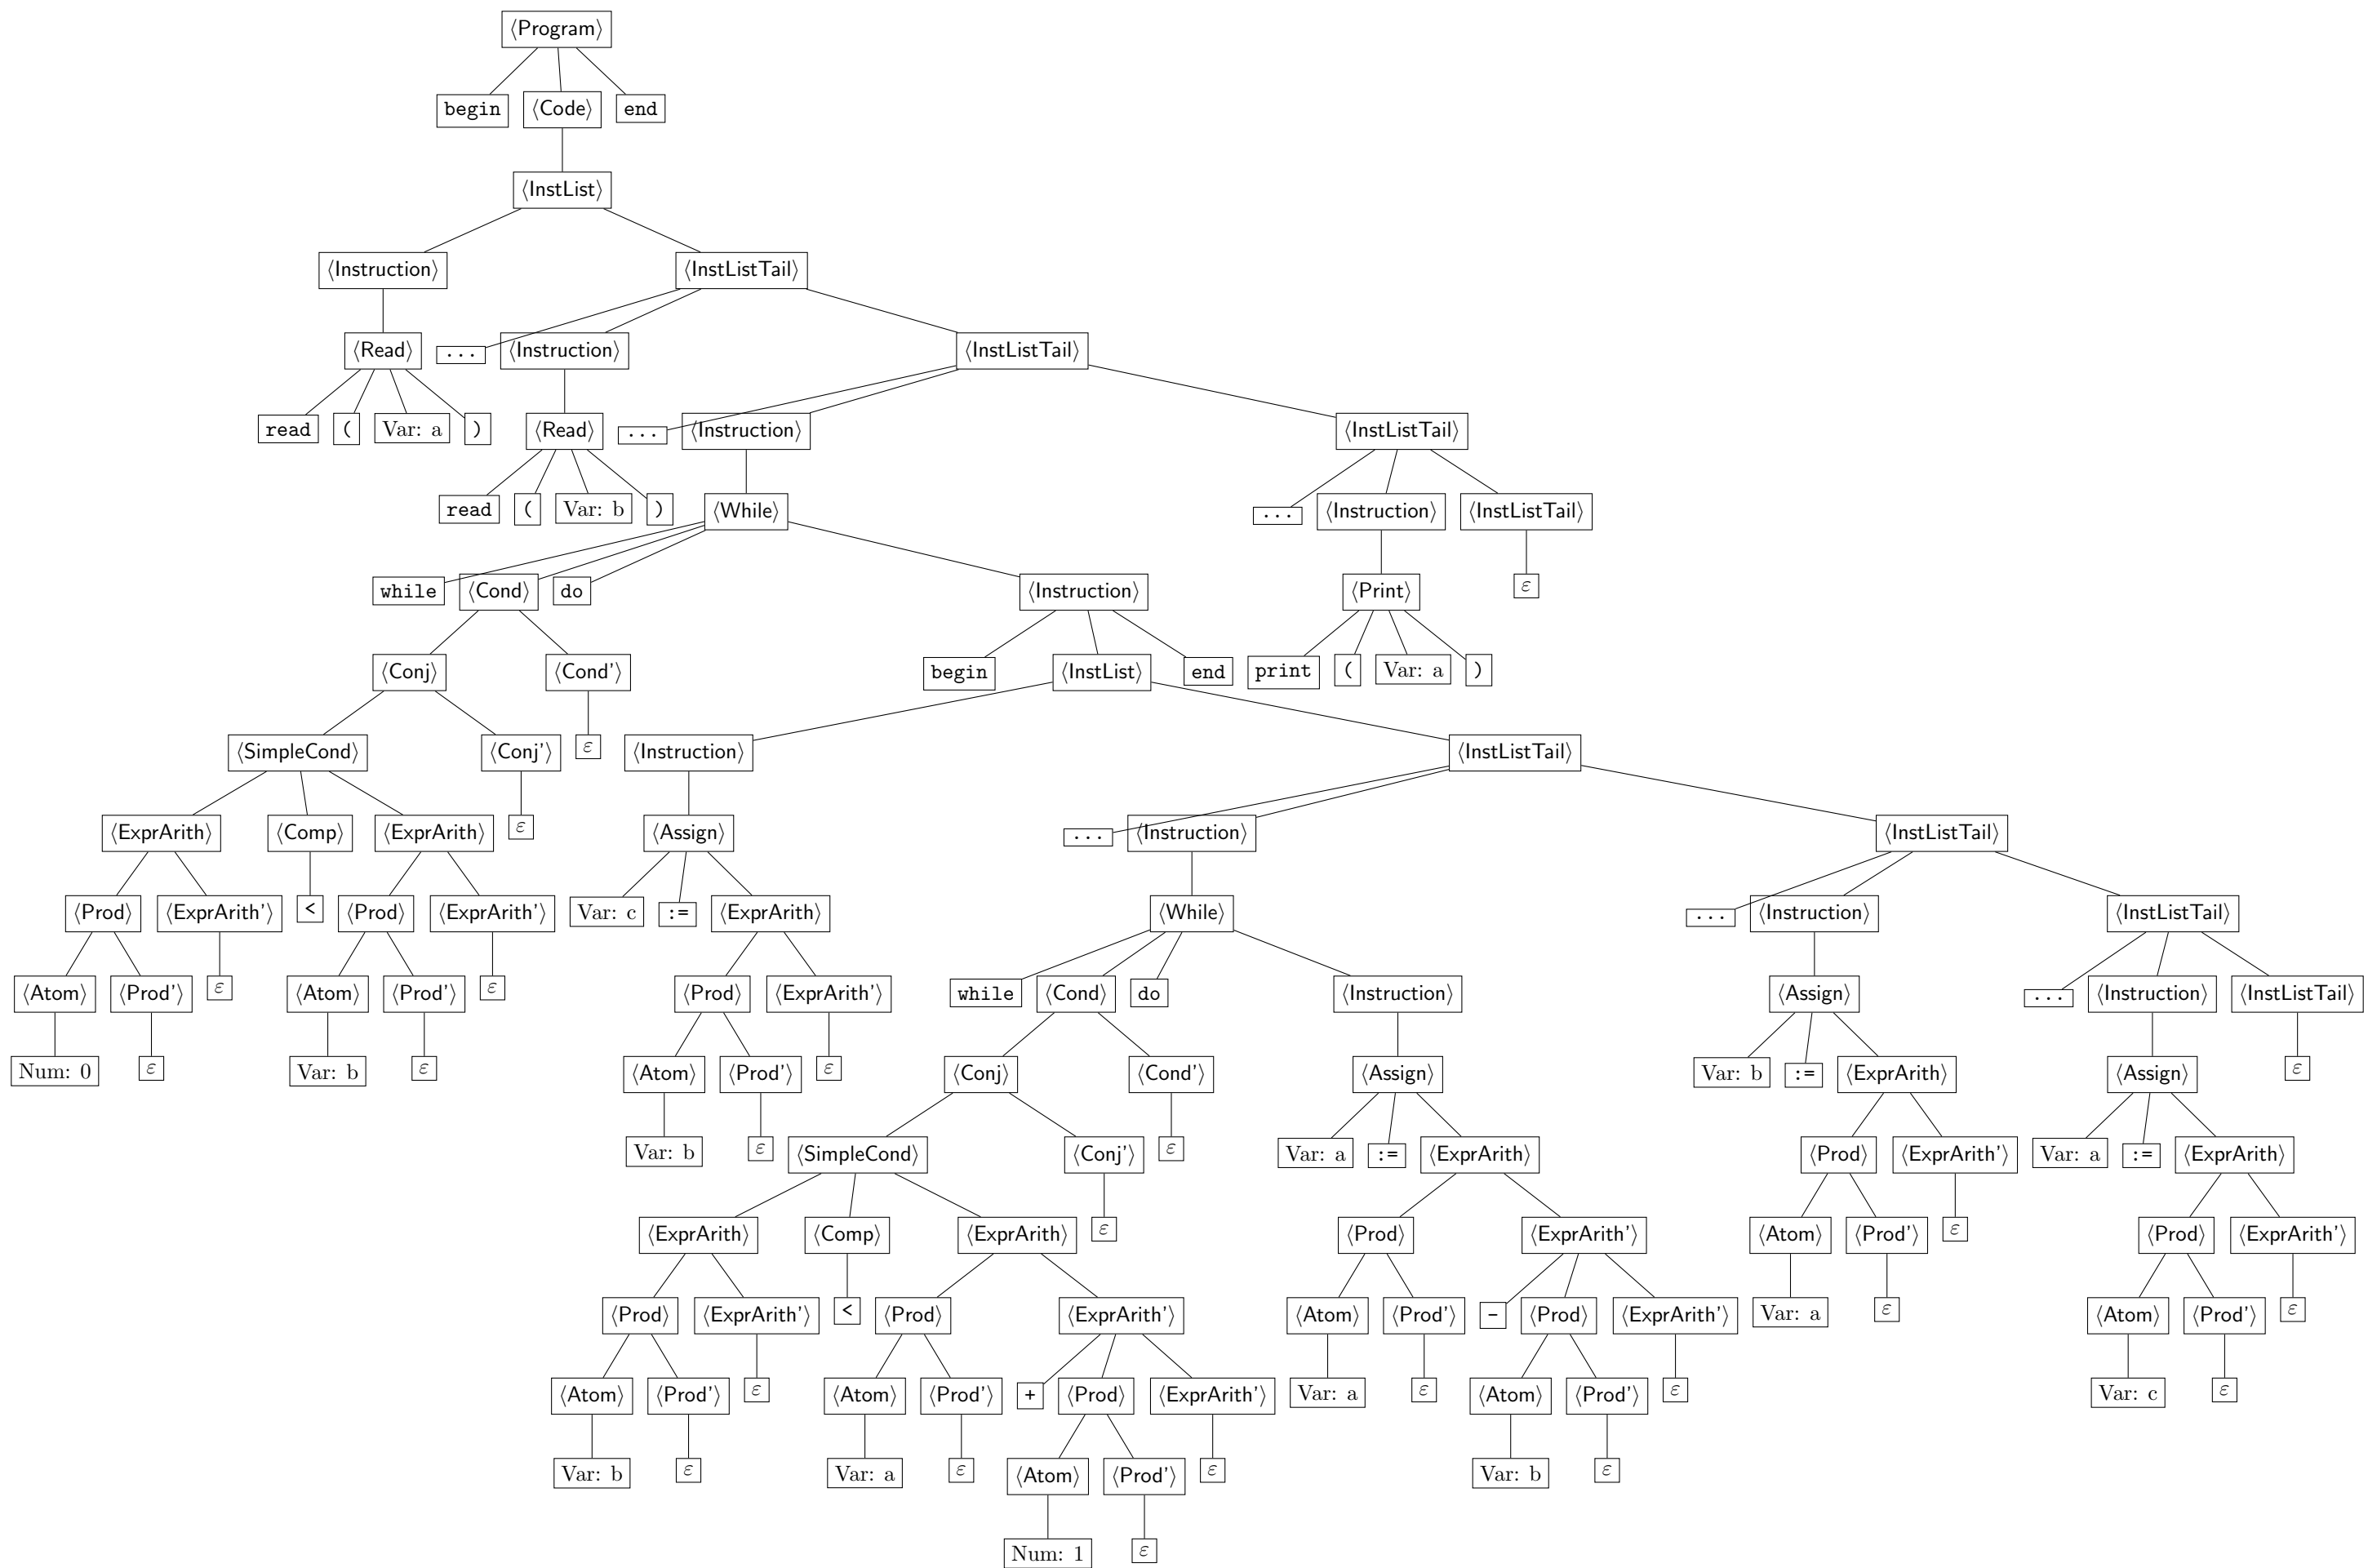 ⟨Program⟩
begin ⟨Code⟩ end
⟨InstList⟩
⟨Instruction⟩ ⟨InstListTail⟩
⟨Read⟩ ... ⟨Instruction⟩ ⟨InstListTail⟩
read ( Var: a ) ⟨Read⟩ ... ⟨Instruction⟩ ⟨InstListTail⟩
read ( Var: b ) ⟨While⟩ ... ⟨Instruction⟩ ⟨InstListTail⟩
while ⟨Cond⟩ do ⟨Instruction⟩ ⟨Print⟩ ε
⟨Conj⟩ ⟨Cond'⟩ begin ⟨InstList⟩ end print ( Var: a )
⟨SimpleCond⟩ ⟨Conj'⟩ ε ⟨Instruction⟩ ⟨InstListTail⟩
⟨ExprArith⟩ ⟨Comp⟩ ⟨ExprArith⟩ ε ⟨Assign⟩ ... ⟨Instruction⟩ ⟨InstListTail⟩
⟨Prod⟩ ⟨ExprArith'⟩ < ⟨Prod⟩ ⟨ExprArith'⟩ Var: c := ⟨ExprArith⟩ ⟨While⟩ ... ⟨Instruction⟩ ⟨InstListTail⟩
⟨Atom⟩ ⟨Prod'⟩ ε ⟨Atom⟩ ⟨Prod'⟩ ε ⟨Prod⟩ ⟨ExprArith'⟩ while ⟨Cond⟩ do ⟨Instruction⟩ ⟨Assign⟩ ... ⟨Instruction⟩ ⟨InstListTail⟩
Num: 0 ε Var: b ε ⟨Atom⟩ ⟨Prod'⟩ ε ⟨Conj⟩ ⟨Cond'⟩ ⟨Assign⟩ Var: b := ⟨ExprArith⟩ ⟨Assign⟩ ε
Var: b ε ⟨SimpleCond⟩ ⟨Conj'⟩ ε Var: a := ⟨ExprArith⟩ ⟨Prod⟩ ⟨ExprArith'⟩ Var: a := ⟨ExprArith⟩
⟨ExprArith⟩ ⟨Comp⟩ ⟨ExprArith⟩ ε ⟨Prod⟩ ⟨ExprArith'⟩ ⟨Atom⟩ ⟨Prod'⟩ ε ⟨Prod⟩ ⟨ExprArith'⟩
⟨Prod⟩ ⟨ExprArith'⟩ < ⟨Prod⟩ ⟨ExprArith'⟩ ⟨Atom⟩ ⟨Prod'⟩ - ⟨Prod⟩ ⟨ExprArith'⟩ Var: a ε ⟨Atom⟩ ⟨Prod'⟩ ε
⟨Atom⟩ ⟨Prod'⟩ ε ⟨Atom⟩ ⟨Prod'⟩ + ⟨Prod⟩ ⟨ExprArith'⟩ Var: a ε ⟨Atom⟩ ⟨Prod'⟩ ε Var: c ε
Var: b ε Var: a ε ⟨Atom⟩ ⟨Prod'⟩ ε Var: b ε
Num: 1 ε